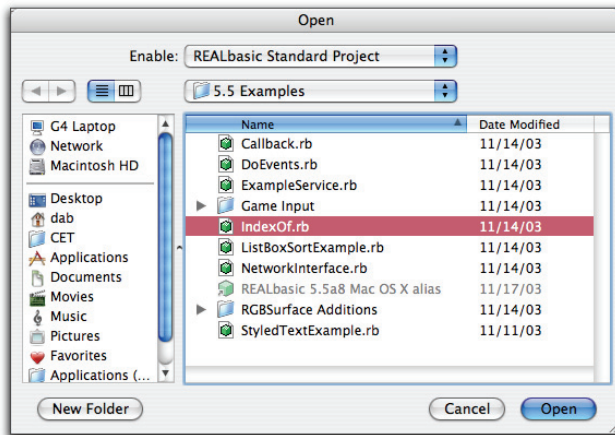 Open
Enable: REALbasic Standard Project
5.5 Examples
G4 Laptop
Network
Macintosh HD
Desktop
dab
CET
Applications
Documents
Movies
Music
Pictures
Favorites
Applications (...
Name Date Modified
Callback.rb 11/14/03
DoEvents.rb 11/14/03
ExampleService.rb 11/14/03
Game Input 11/14/03
IndexOf.rb 11/14/03
ListBoxSortExample.rb 11/14/03
NetworkInterface.rb 11/14/03
REALbasic 5.5a8 Mac OS X alias 11/17/03
RGBSurface Additions 11/14/03
StyledTextExample.rb 11/11/03
New Folder Cancel Open